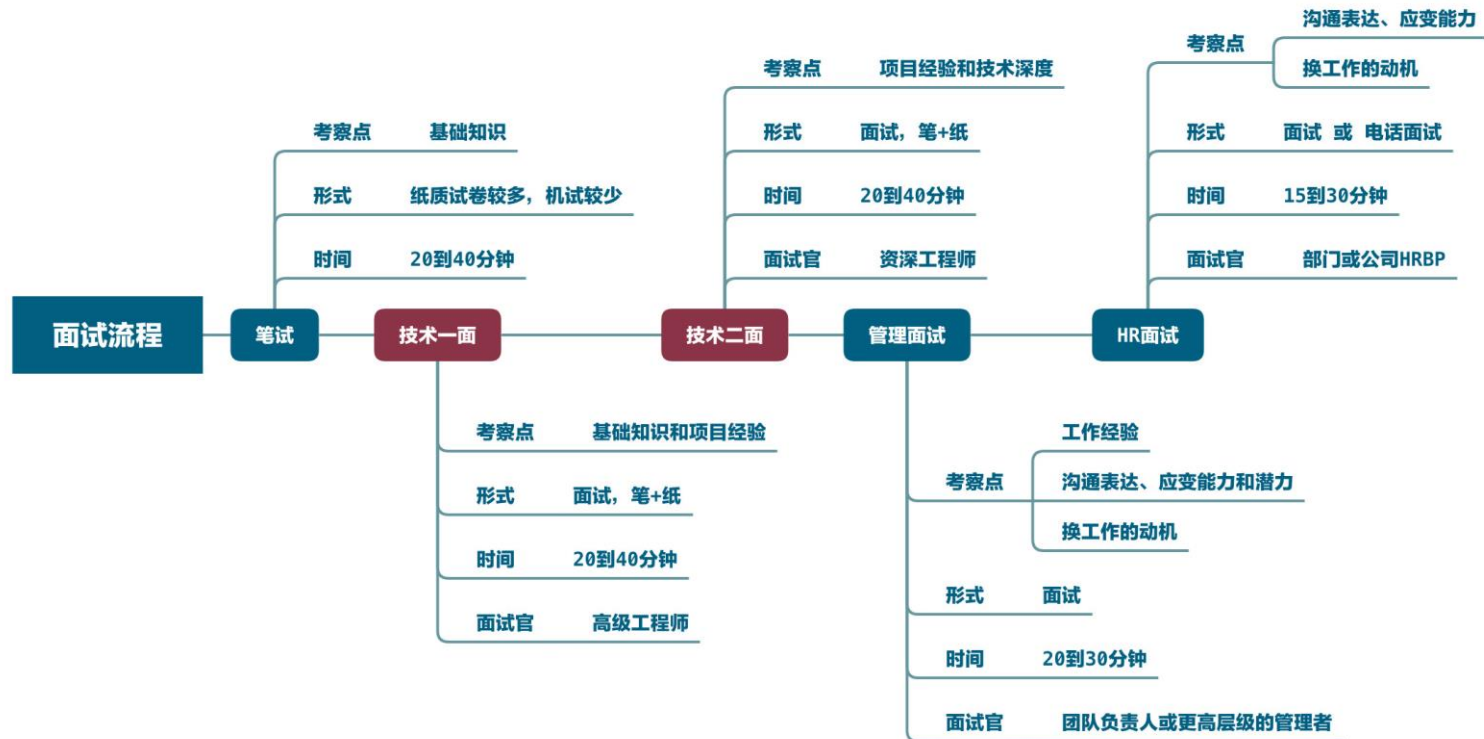 面试流程
笔试
考察点 基础知识
形式 纸质试卷较多，机试较少
时间 20到40分钟
技术一面
考察点 基础知识和项目经验
形式 面试，笔+纸
时间 20到40分钟
面试官 高级工程师
技术二面
考察点 项目经验和技术深度
形式 面试，笔+纸
时间 20到40分钟
面试官 资深工程师
管理面试
考察点
工作经验
沟通表达、应变能力和潜力
换工作的动机
形式 面试
时间 20到30分钟
面试官 团队负责人或更高层级的管理者
HR面试
考察点
沟通表达、应变能力
换工作的动机
形式 面试 或 电话面试
时间 15到30分钟
面试官 部门或公司HRBP